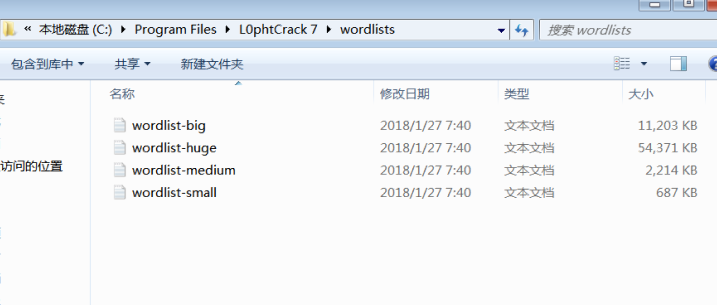 « 本地磁盘 (C:) ▸ Program Files ▸ L0phtCrack 7 ▸ wordlists 搜索 wordlists
包含到库中 共享 新建文件夹
名称 修改日期 类型 大小
wordlist-big 2018/1/27 7:40 文本文档 11,203 KB
wordlist-huge 2018/1/27 7:40 文本文档 54,371 KB
访问的位置 wordlist-medium 2018/1/27 7:40 文本文档 2,214 KB
wordlist-small 2018/1/27 7:40 文本文档 687 KB